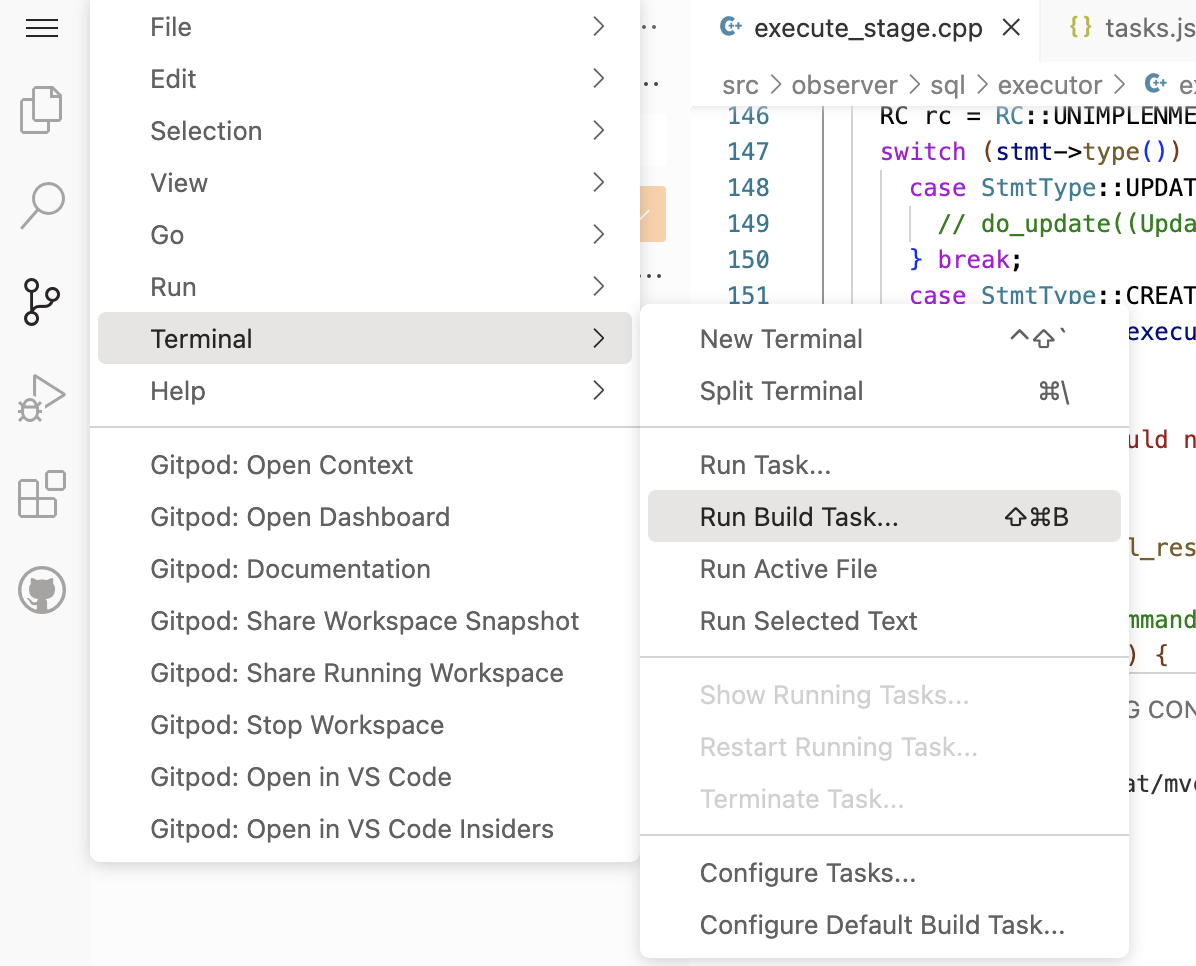 File
Edit
Selection
View
Go
Run
Terminal
Help
Gitpod: Open Context
Gitpod: Open Dashboard
Gitpod: Documentation
Gitpod: Share Workspace Snapshot
Gitpod: Share Running Workspace
Gitpod: Stop Workspace
Gitpod: Open in VS Code
Gitpod: Open in VS Code Insiders
New Terminal ^⇧`
Split Terminal ⌘\
Run Task...
Run Build Task... ⇧⌘B
Run Active File
Run Selected Text
Show Running Tasks...
Restart Running Task...
Terminate Task...
Configure Tasks...
Configure Default Build Task...
execute_stage.cpp
tasks.js
src > observer > sql > executor >
146 RC rc = RC::UNIMPLENME
147 switch (stmt->type())
148 case StmtType::UPDAT
149 // do_update((Upda
150 } break;
151 case StmtType::CREAT
execu
uld n
l_res
mmand
) {
G CON
at/mv